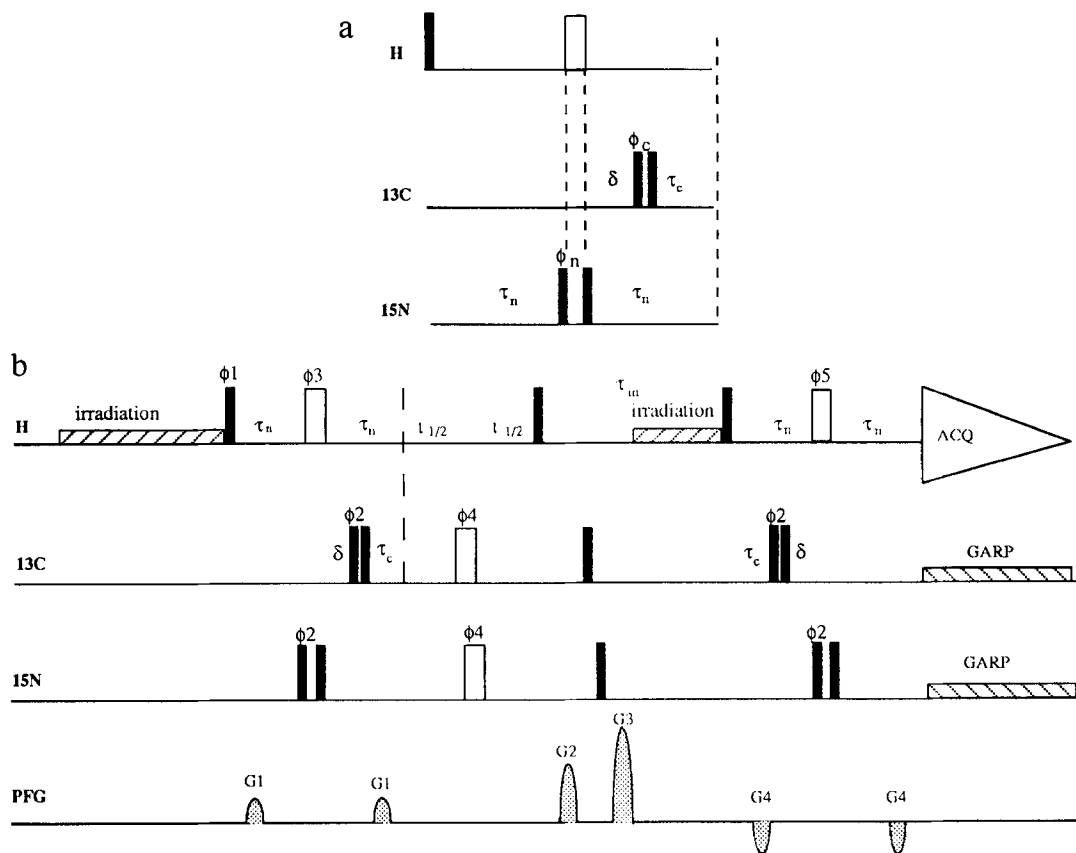 a
H
ϕc
δ τc
13C
ϕn
τn τn
15N
b
ϕ1 ϕ3 τm ϕ5
irradiation irradiation
H τn τn t 1/2 t 1/2 τn τn ACQ
ϕ2 ϕ4 ϕ2
δ τc τc δ GARP
13C
ϕ2 ϕ4 ϕ2
GARP
15N
G3
G2
G1 G1 G4 G4
PFG